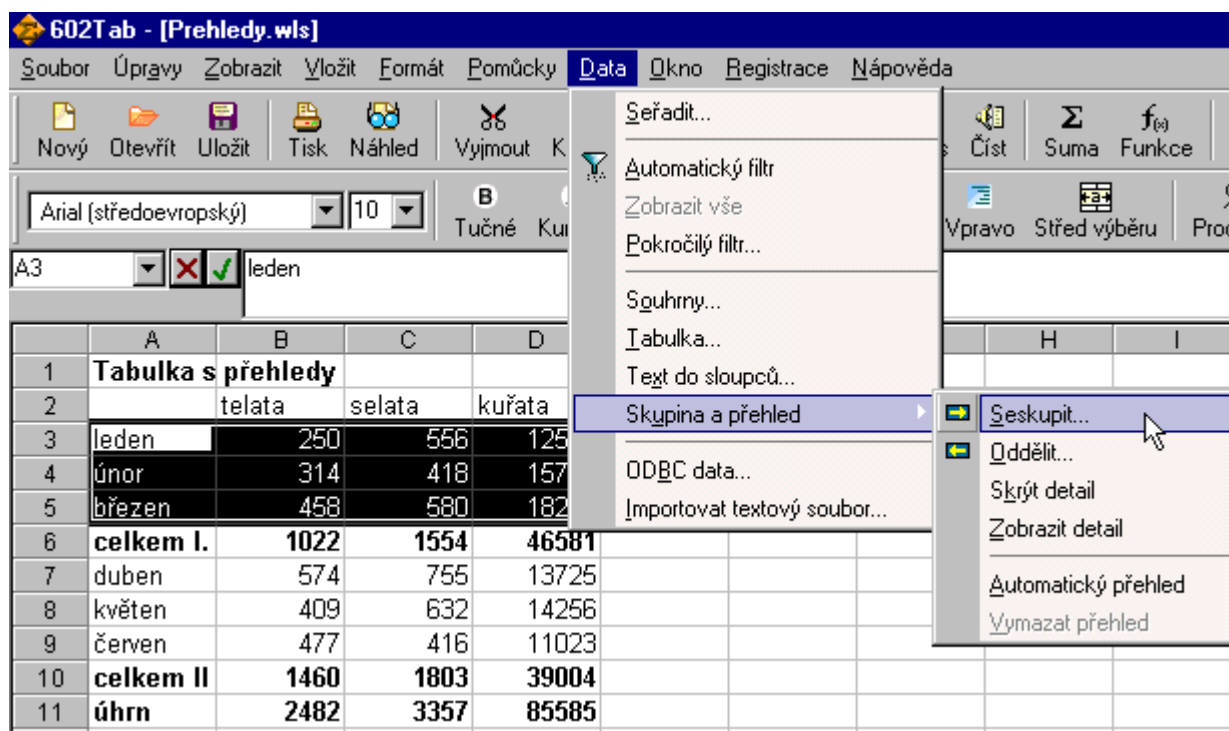 602Tab - [Prehledy.wls]
Soubor Úpravy Zobrazit Vložit Formát Pomůcky Data Okno Registrace Nápověda
Nový Otevřít Uložit Tisk Náhled Vyjmout K Číst Suma Funkce
Arial (středoevropský) 10 Tučné Vpravo Střed výběru
A3 leden
Seřadit...
Automatický filtr
Zobrazit vše
Pokročilý filtr...
Souhrny...
Tabulka...
Text do sloupců...
Skupina a přehled
ODBC data...
Importovat textový soubor...
Seskupit...
Oddělit...
Skrýt detail
Zobrazit detail
Automatický přehled
Vymazat přehled
A B C D H I
1 Tabulka s přehledy
2 telata selata kuřata
3 leden 250 556 125
4 únor 314 418 157
5 březen 458 580 182
6 celkem I. 1022 1554 46581
7 duben 574 755 13725
8 květen 409 632 14256
9 červen 477 416 11023
10 celkem II 1460 1803 39004
11 úhrn 2482 3357 85585